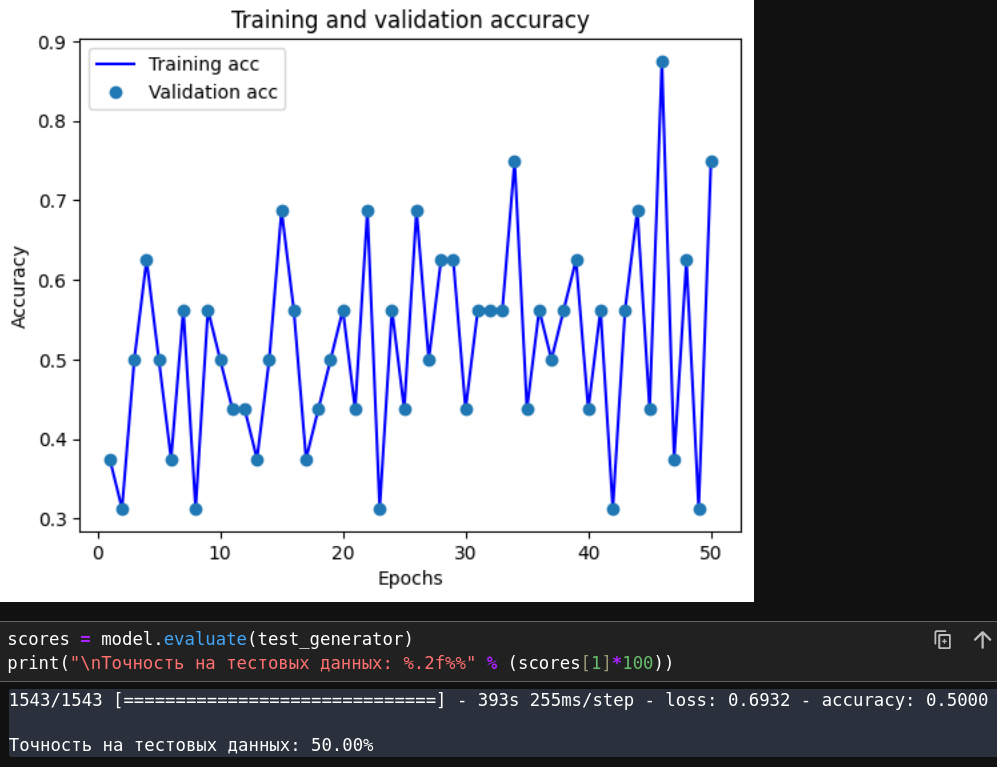 Training and validation accuracy
0.9
Training acc
Validation acc
0.8
0.7
0.6
0.5
0.4
0.3
Accuracy
0 10 20 30 40 50
Epochs
scores = model.evaluate(test_generator)
print("\nТочность на тестовых данных: %.2f%%" % (scores[1]*100))
1543/1543 [==============================] - 393s 255ms/step - loss: 0.6932 - accuracy: 0.5000
Точность на тестовых данных: 50.00%